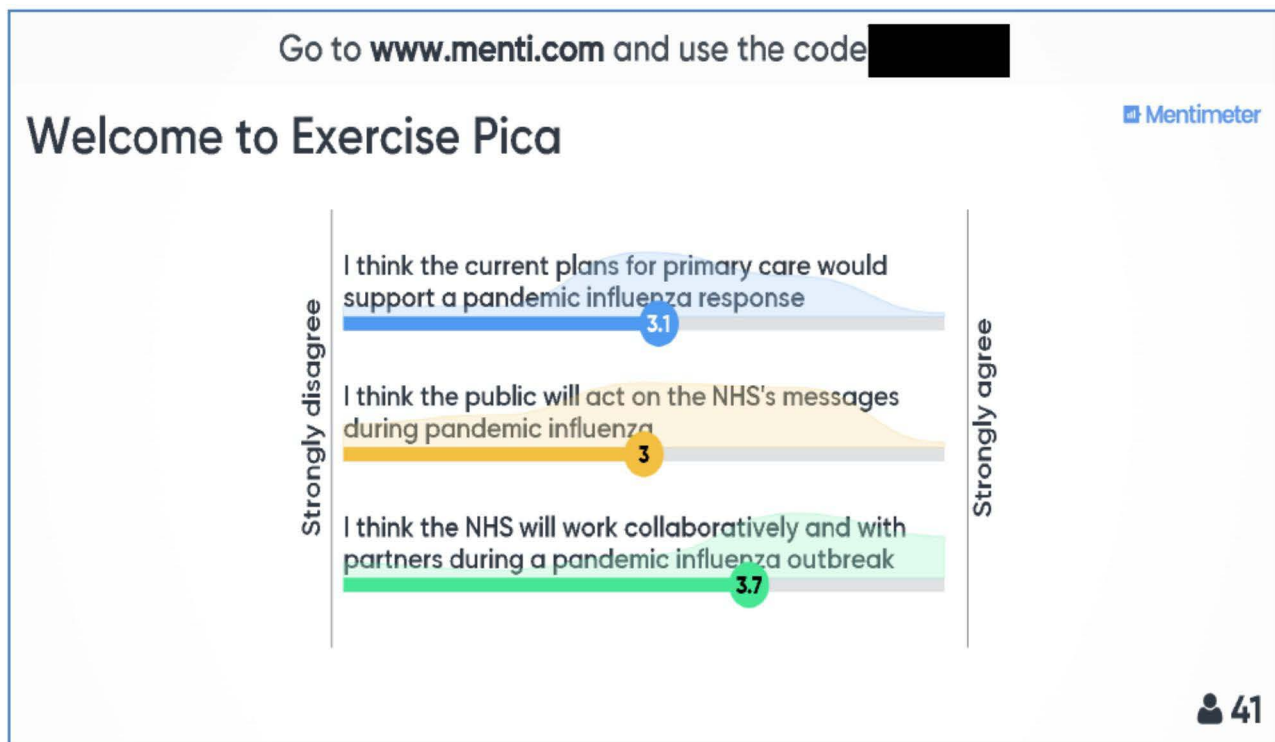 Go to www.menti.com and use the code
Mentimeter
Welcome to Exercise Pica
Strongly disagree
I think the current plans for primary care would
support a pandemic influenza response
3.1
I think the public will act on the NHS's messages
during pandemic influenza
3
I think the NHS will work collaboratively and with
partners during a pandemic influenza outbreak
3.7
Strongly agree
41